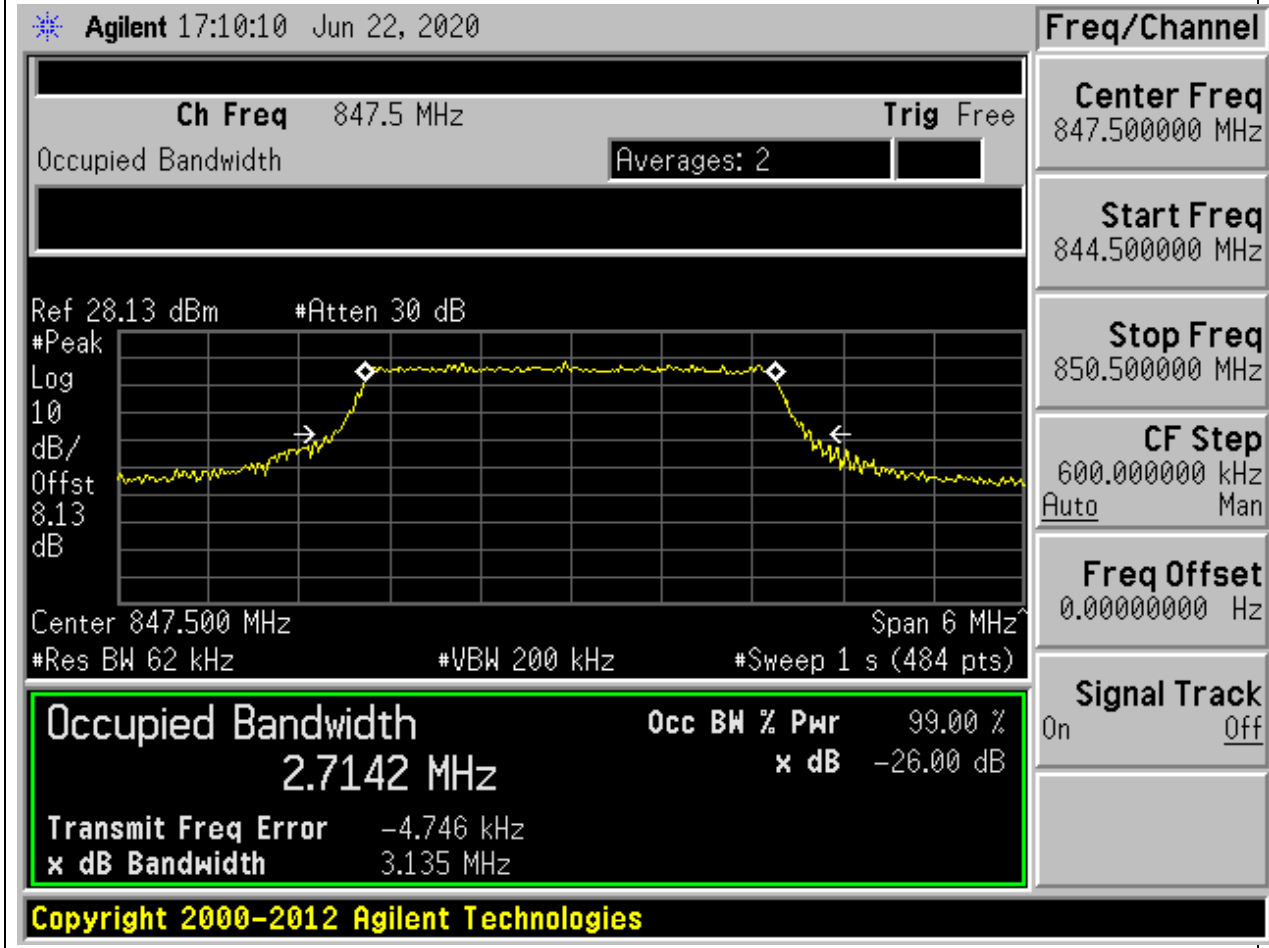 Agilent 17:10:10 Jun 22, 2020
Freq/Channel
Ch Freq 847.5 MHz Trig Free
Occupied Bandwidth Averages: 2
Ref 28.13 dBm #Atten 30 dB
#Peak
Log
10
dB/
Offst
8.13
dB
Center 847.500 MHz Span 6 MHz^
#Res BW 62 kHz #VBW 200 kHz #Sweep 1 s (484 pts)
Occupied Bandwidth Occ BW % Pwr 99.00 %
2.7142 MHz x dB -26.00 dB
Transmit Freq Error -4.746 kHz
x dB Bandwidth 3.135 MHz
Copyright 2000-2012 Agilent Technologies
Center Freq
847.500000 MHz
Start Freq
844.500000 MHz
Stop Freq
850.500000 MHz
CF Step
600.000000 kHz
Auto Man
Freq Offset
0.00000000 Hz
Signal Track
On Off